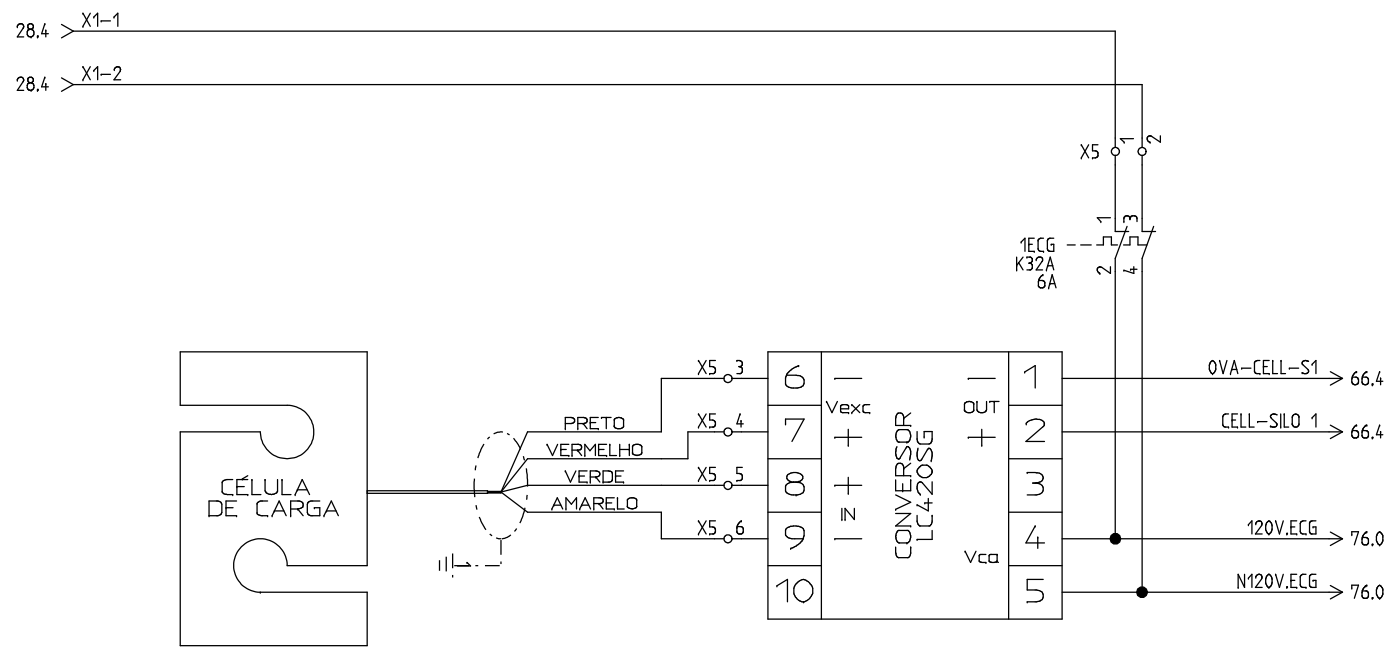 28.4 X1-1
28.4 X1-2
X5 1 2
1 3
1ECG
K32A
6A
2 4
X5 3 6 — — 1 0VA-CELL-S1 66.4
Vexc OUT
PRETO X5 4 7 + + 2 CELL-SILO 1 66.4
VERMELHO
VERDE X5 5 8 + 3
IN
AMARELO X5 6 9 — 4 120V.ECG 76.0
Vca
10 5 N120V.ECG 76.0
CONVERSOR
LC420SG
CÉLULA
DE CARGA